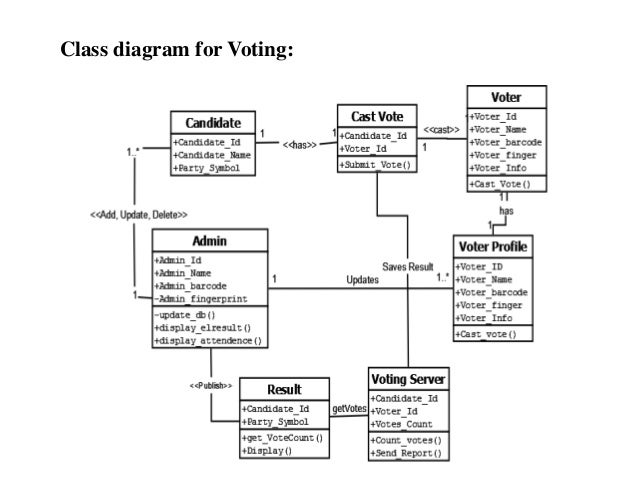 Class diagram for Voting:
Candidate
+Candidate_Id
+Candidate_Name
+Party_Symbol
1
<<has>>
1
Cast Vote
+Candidate_Id
+Voter_Id
+Submit_Vote()
<<cast>>
1
1
Voter
+Voter_Id
+Voter_Name
+Voter_barcode
+Voter_finger
+Voter_Info
+Cast_Vote()
1
has
1
1..*
<<Add, Update, Delete>>
1
Admin
+Admin_Id
+Admin_Name
+Admin_barcode
-Admin_fingerprint
-update_db()
+display_elresult()
+display_attendence()
1
Updates
Saves Result
1..*
Voter Profile
+Voter_ID
+Voter_Name
+Voter_barcode
+Voter_finger
+Voter_Info
+Cast_vote()
<<Publish>>
Result
+Candidate_Id
+Party_Symbol
+get_VoteCount()
+Display()
getVotes
Voting Server
+Candidate_Id
+Voter_Id
+Votes_Count
+Count_votes()
+Send_Report()